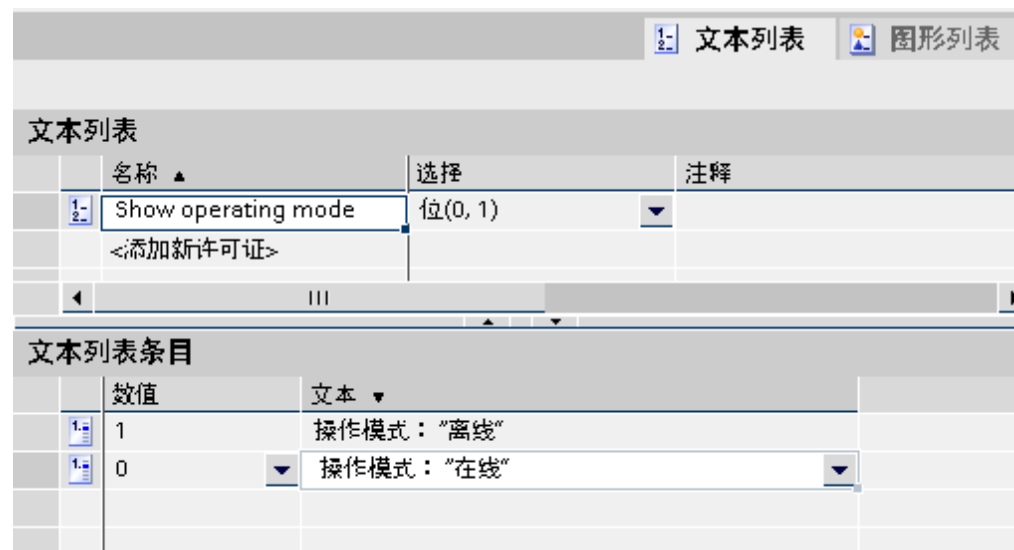 文本列表 图形列表
文本列表
名称 选择 注释
Show operating mode 位(0, 1)
<添加新许可证>
文本列表条目
数值 文本
1 操作模式："离线"
0 操作模式："在线"